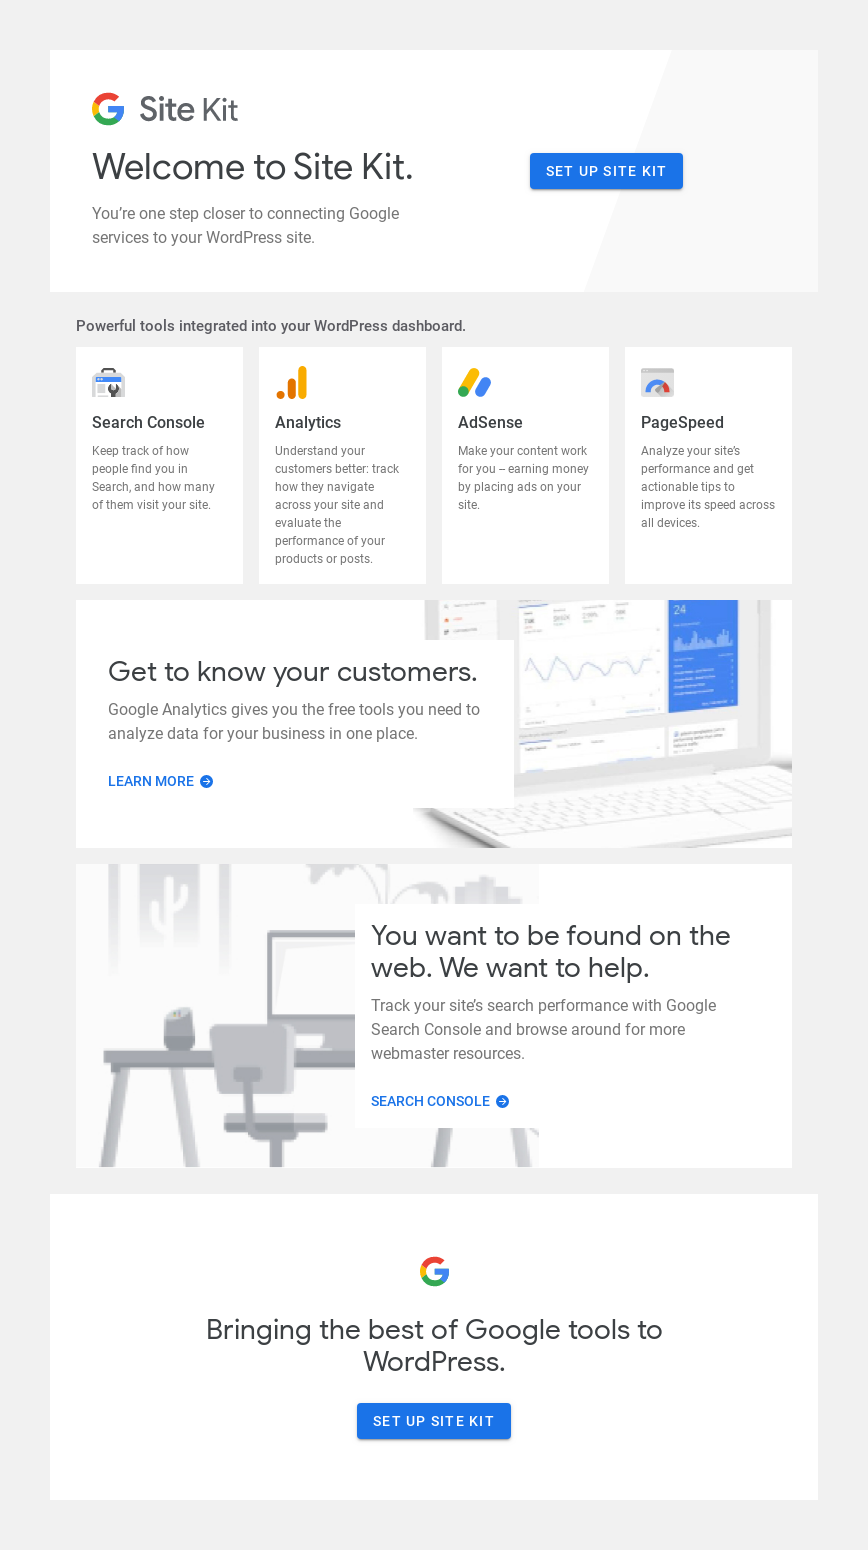 Site Kit
Welcome to Site Kit.
You’re one step closer to connecting Google
services to your WordPress site.
SET UP SITE KIT
Powerful tools integrated into your WordPress dashboard.
Search Console
Keep track of how
people find you in
Search, and how many
of them visit your site.
Analytics
Understand your
customers better: track
how they navigate
across your site and
evaluate the
performance of your
products or posts.
AdSense
Make your content work
for you – earning money
by placing ads on your
site.
PageSpeed
Analyze your site’s
performance and get
actionable tips to
improve its speed across
all devices.
24
Get to know your customers.
Google Analytics gives you the free tools you need to
analyze data for your business in one place.
LEARN MORE
You want to be found on the
web. We want to help.
Track your site’s search performance with Google
Search Console and browse around for more
webmaster resources.
SEARCH CONSOLE
Bringing the best of Google tools to
WordPress.
SET UP SITE KIT